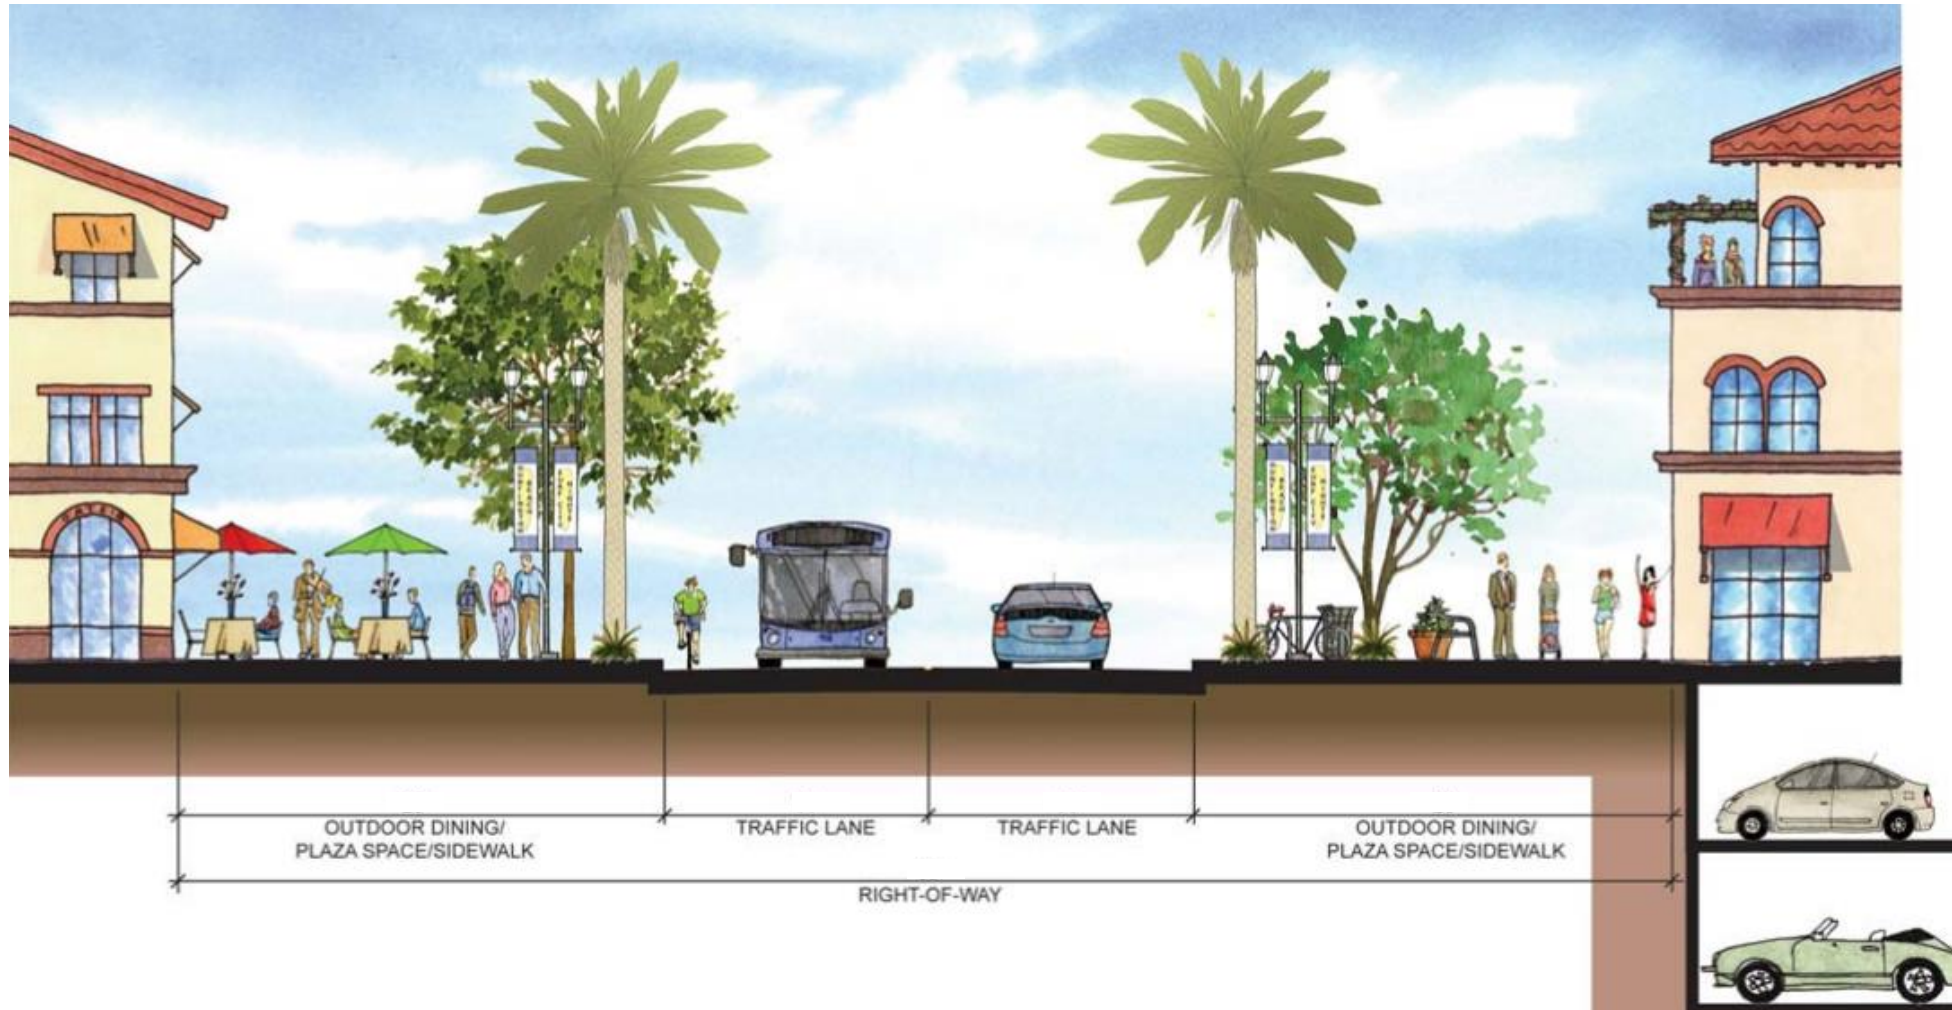 OUTDOOR DINING/
PLAZA SPACE/SIDEWALK
TRAFFIC LANE
TRAFFIC LANE
OUTDOOR DINING/
PLAZA SPACE/SIDEWALK
RIGHT-OF-WAY